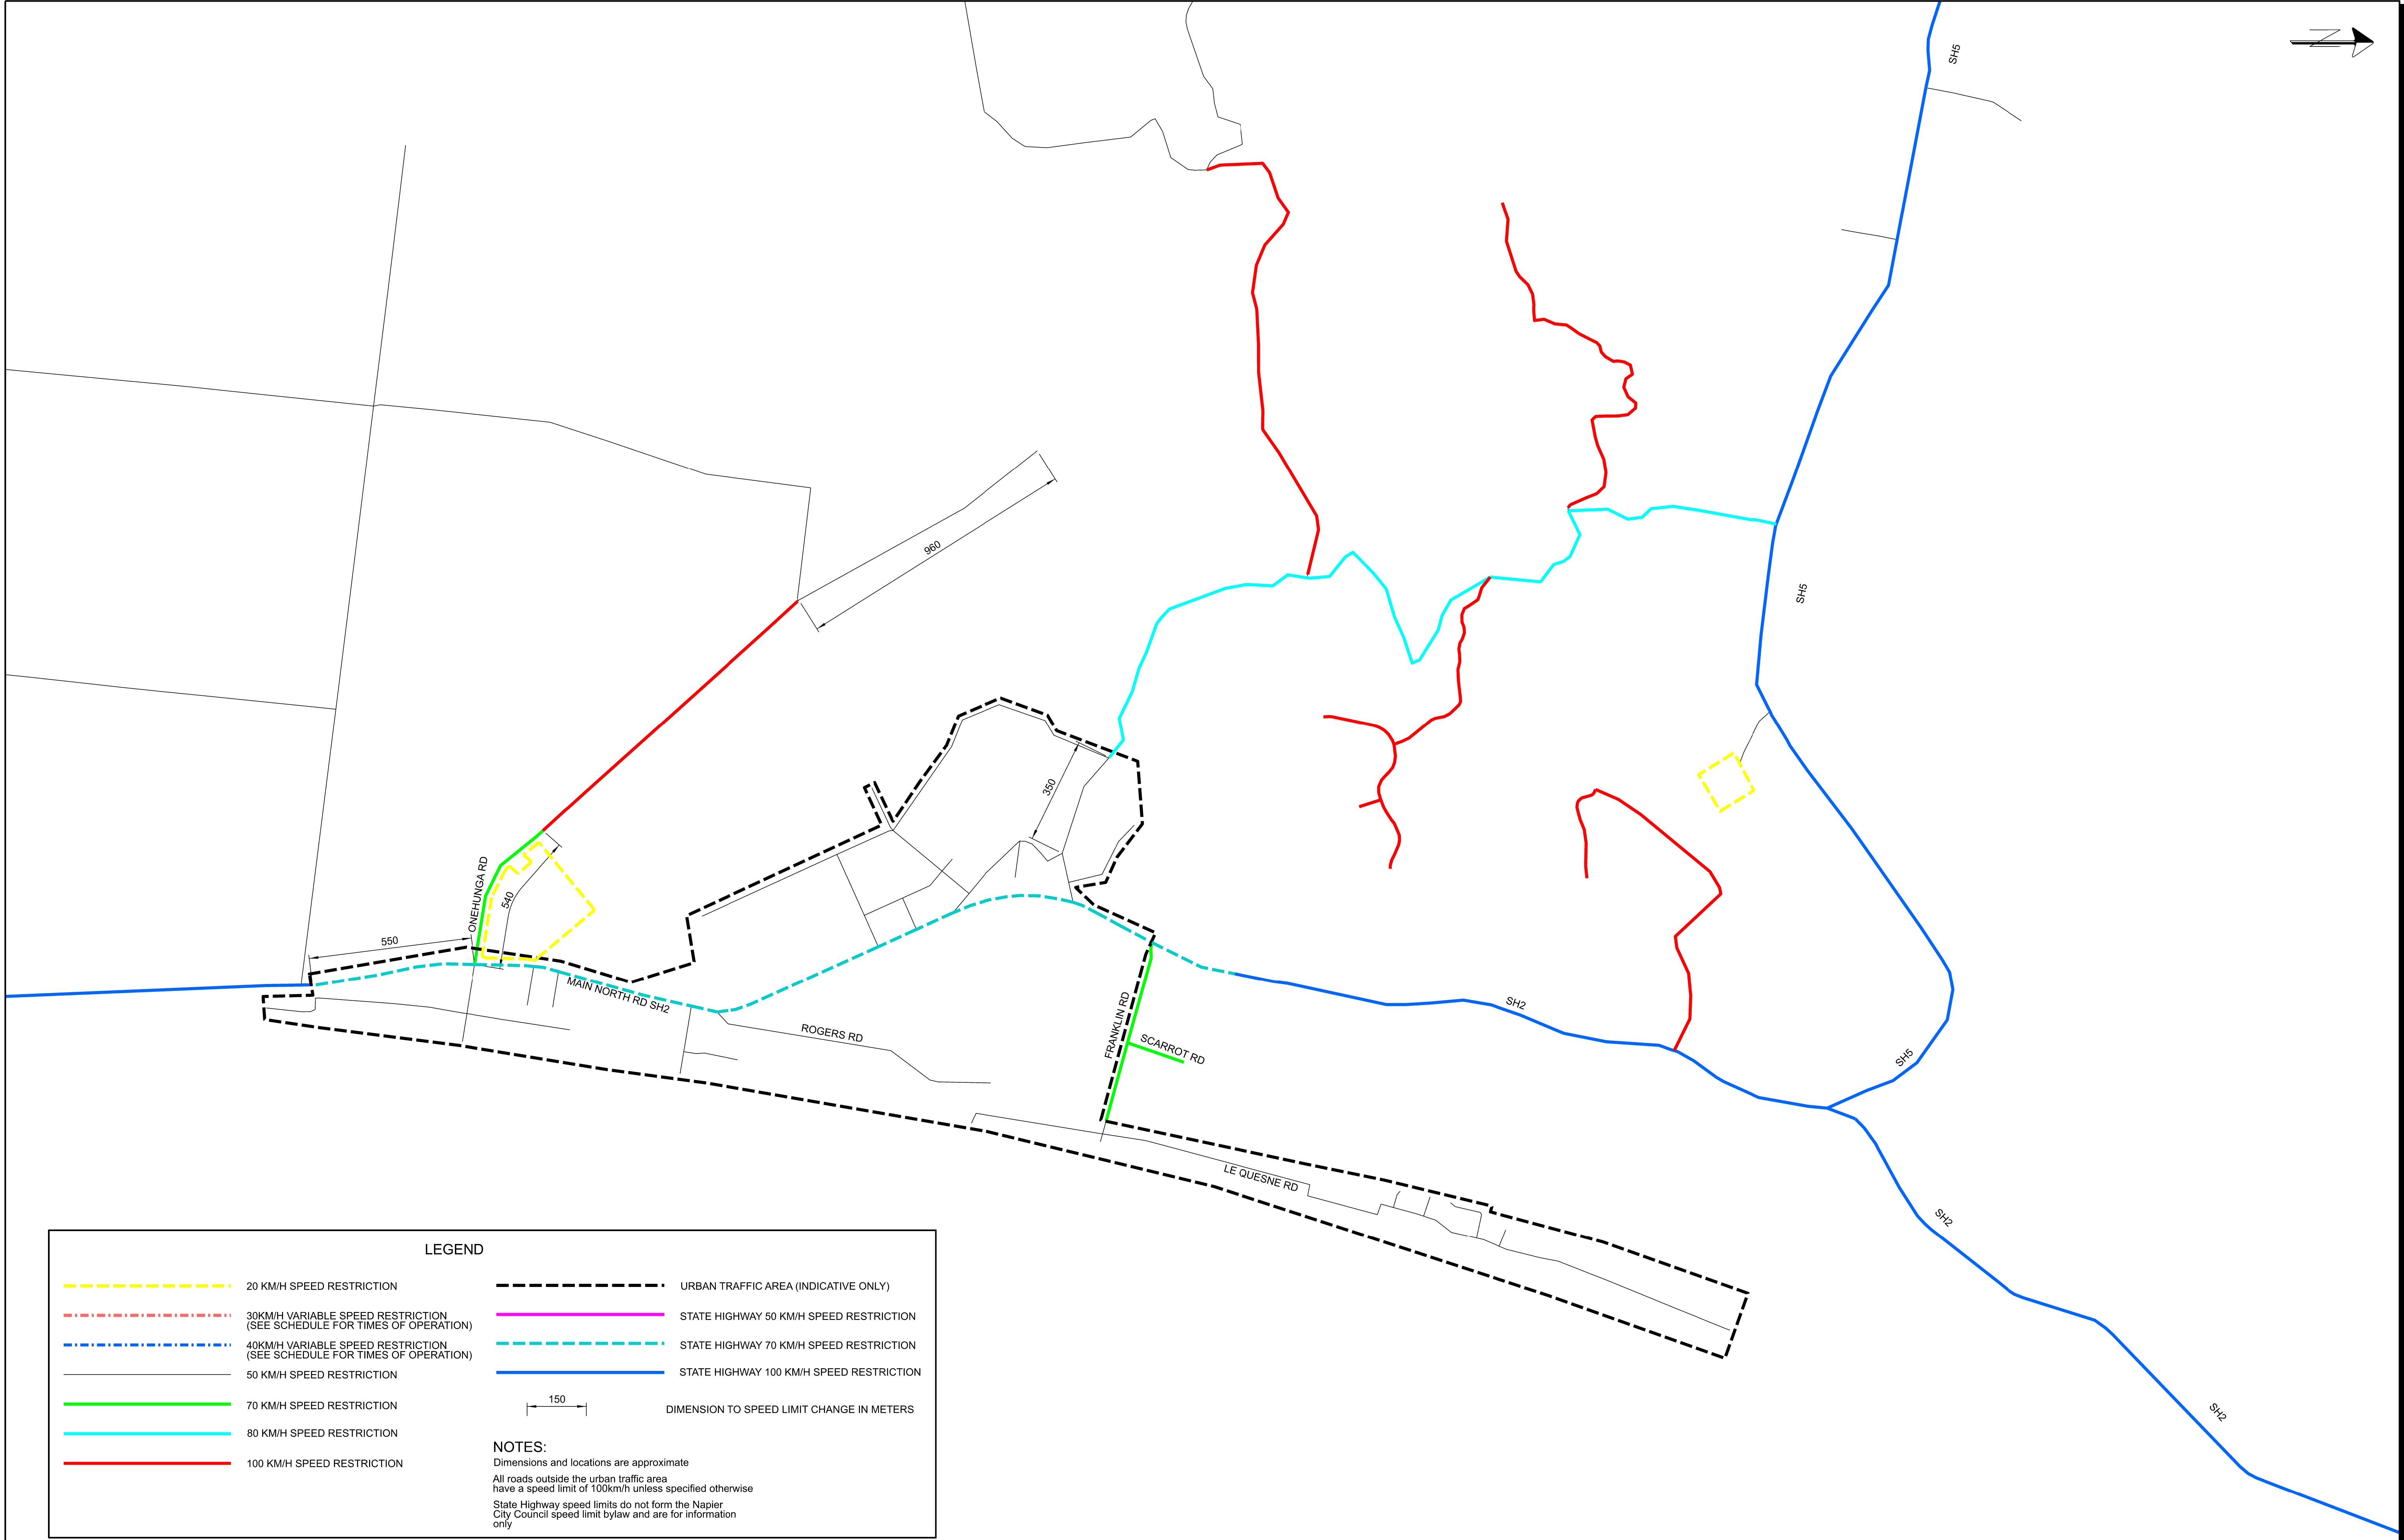 SH5
960
SH5
350
ONEHUNGA RD
540
550
MAIN NORTH RD SH2
ROGERS RD
FRANKLIN RD
SCARROT RD
SH2
SH5
LE QUESNE RD
SH2
SH2
LEGEND
20 KM/H SPEED RESTRICTION
30KM/H VARIABLE SPEED RESTRICTION
(SEE SCHEDULE FOR TIMES OF OPERATION)
40KM/H VARIABLE SPEED RESTRICTION
(SEE SCHEDULE FOR TIMES OF OPERATION)
50 KM/H SPEED RESTRICTION
70 KM/H SPEED RESTRICTION
80 KM/H SPEED RESTRICTION
100 KM/H SPEED RESTRICTION
URBAN TRAFFIC AREA (INDICATIVE ONLY)
STATE HIGHWAY 50 KM/H SPEED RESTRICTION
STATE HIGHWAY 70 KM/H SPEED RESTRICTION
STATE HIGHWAY 100 KM/H SPEED RESTRICTION
150
DIMENSION TO SPEED LIMIT CHANGE IN METERS
NOTES:
Dimensions and locations are approximate
All roads outside the urban traffic area
have a speed limit of 100km/h unless specified otherwise
State Highway speed limits do not form the Napier
City Council speed limit bylaw and are for information
only